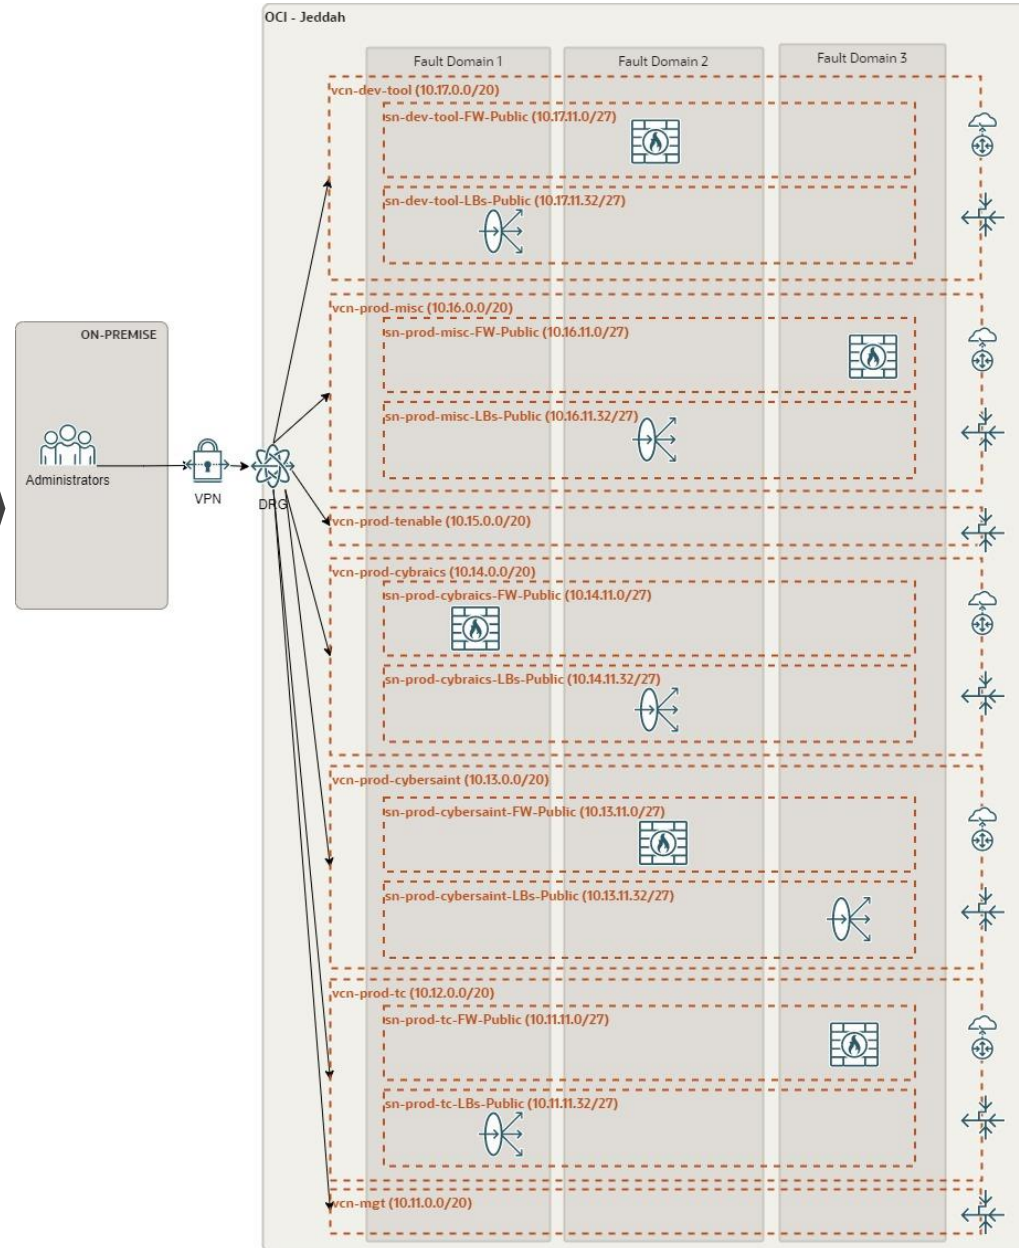 OCI - Jeddah
Fault Domain 1
Fault Domain 2
Fault Domain 3
vcn-dev-tool (10.17.0.0/20)
sn-dev-tool-FW-Public (10.17.11.0/27)
sn-dev-tool-LBs-Public (10.17.11.32/27)
vcn-prod-misc (10.16.0.0/20)
sn-prod-misc-FW-Public (10.16.11.0/27)
sn-prod-misc-LBs-Public (10.16.11.32/27)
ON-PREMISE
Administrators
VPN
DRG
vcn-prod-tenable (10.15.0.0/20)
vcn-prod-cybraics (10.14.0.0/20)
sn-prod-cybraics-FW-Public (10.14.11.0/27)
sn-prod-cybraics-LBs-Public (10.14.11.32/27)
vcn-prod-cybersaint (10.13.0.0/20)
sn-prod-cybersaint-FW-Public (10.13.11.0/27)
sn-prod-cybersaint-LBs-Public (10.13.11.32/27)
vcn-prod-tc (10.12.0.0/20)
sn-prod-tc-FW-Public (10.11.11.0/27)
sn-prod-tc-LBs-Public (10.11.11.32/27)
vcn-mgt (10.11.0.0/20)